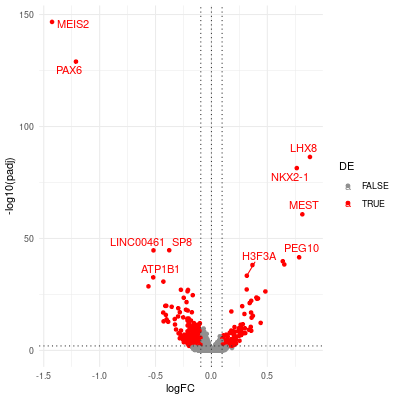 150
MEIS2
PAX6
100
LHX8
NKX2-1
MEST
LINC00461
SP8
PEG10
50
H3F3A
ATP1B1
0
-log10(padj)
-1.5
-1.0
-0.5
0.0
0.5
logFC
DE
FALSE
TRUE